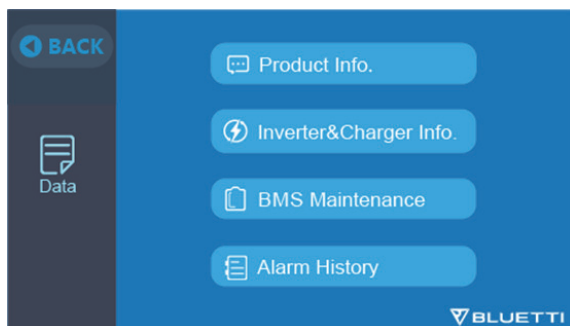 BACK
Data
Product Info.
Inverter&Charger Info.
BMS Maintenance
Alarm History
BLUETTI